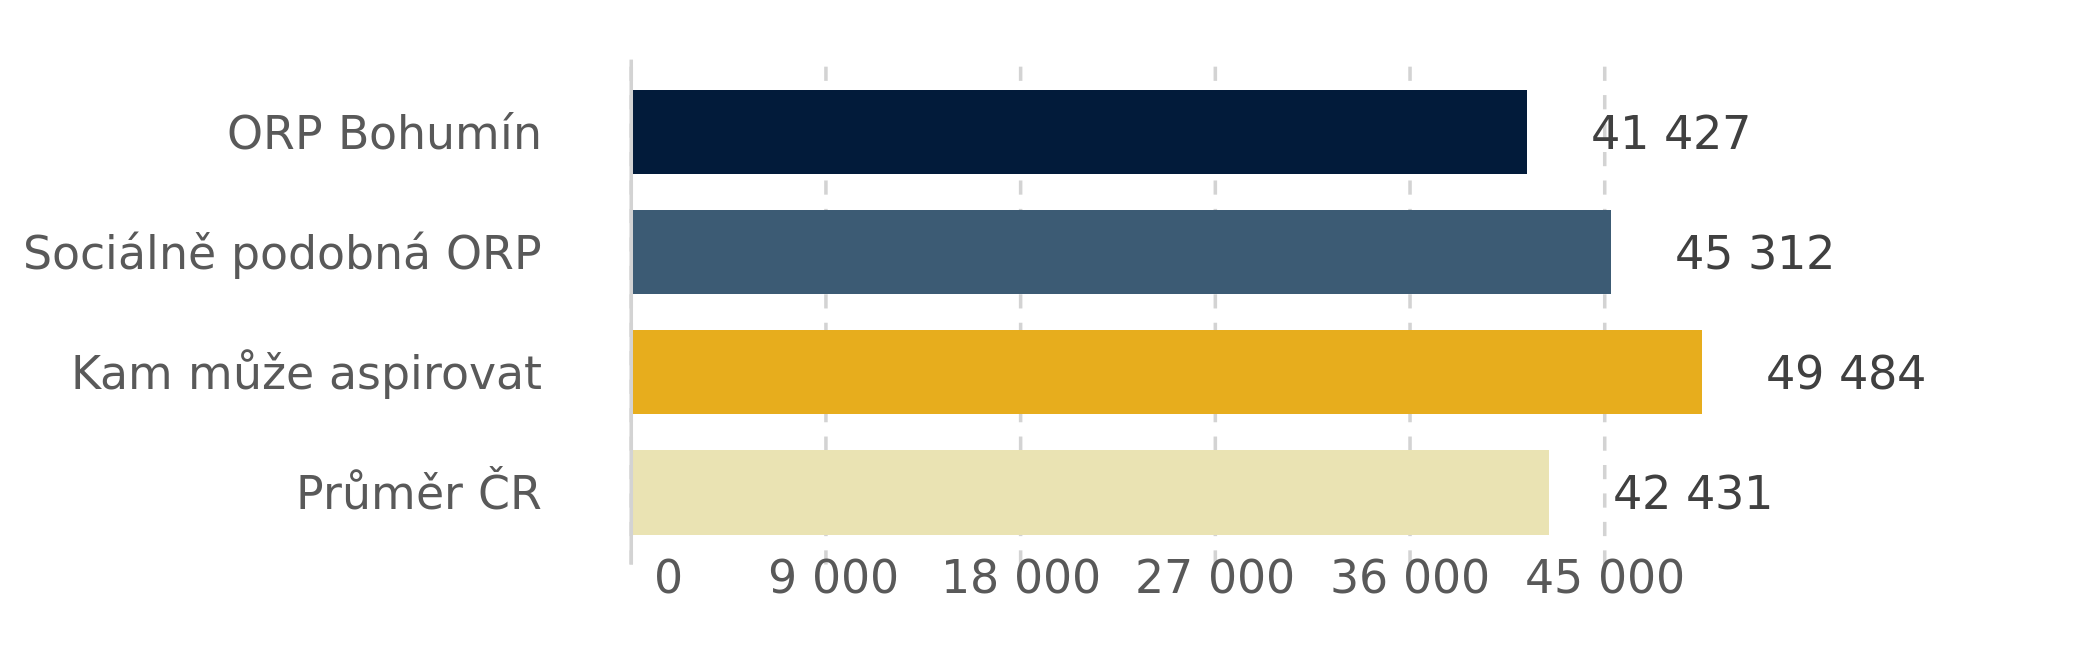 ORP Bohumín
41 427
Sociálně podobná ORP
45 312
Kam může aspirovat
49 484
Průměr ČR
42 431
0 9 000 18 000 27 000 36 000 45 000